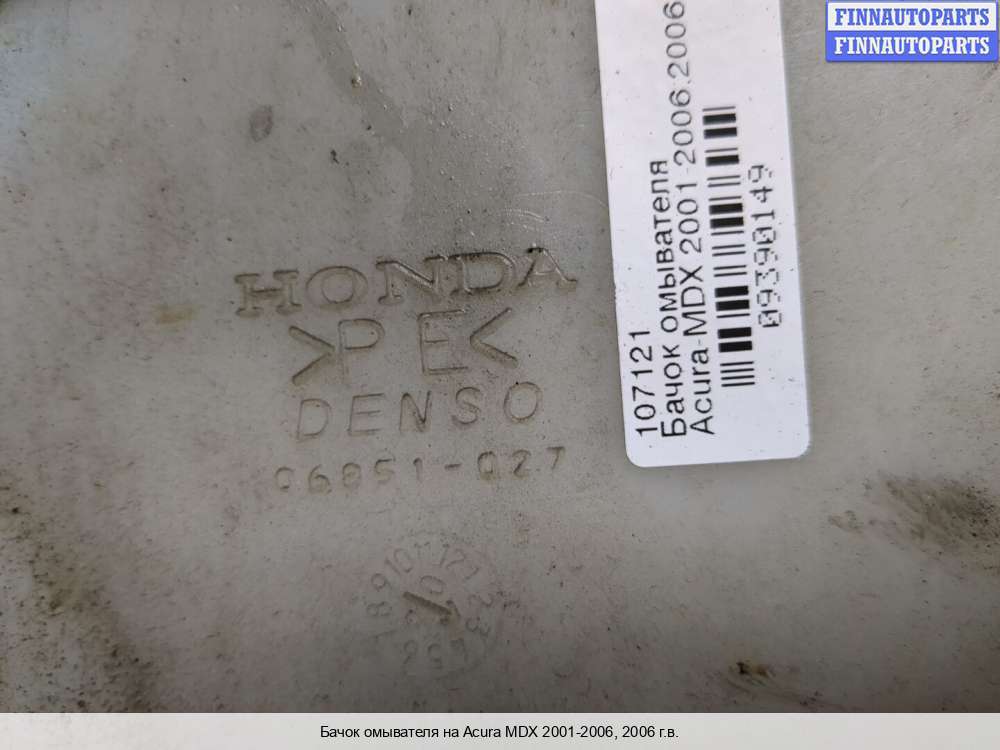 FINNAUTOPARTS
FINNAUTOPARTS
107121
Бачок омывателя
Acura-MDX 2001-2006.2006
09390149
HONDA
>PE<
DENSO
06851-027
Бачок омывателя на Acura MDX 2001-2006, 2006 г.в.